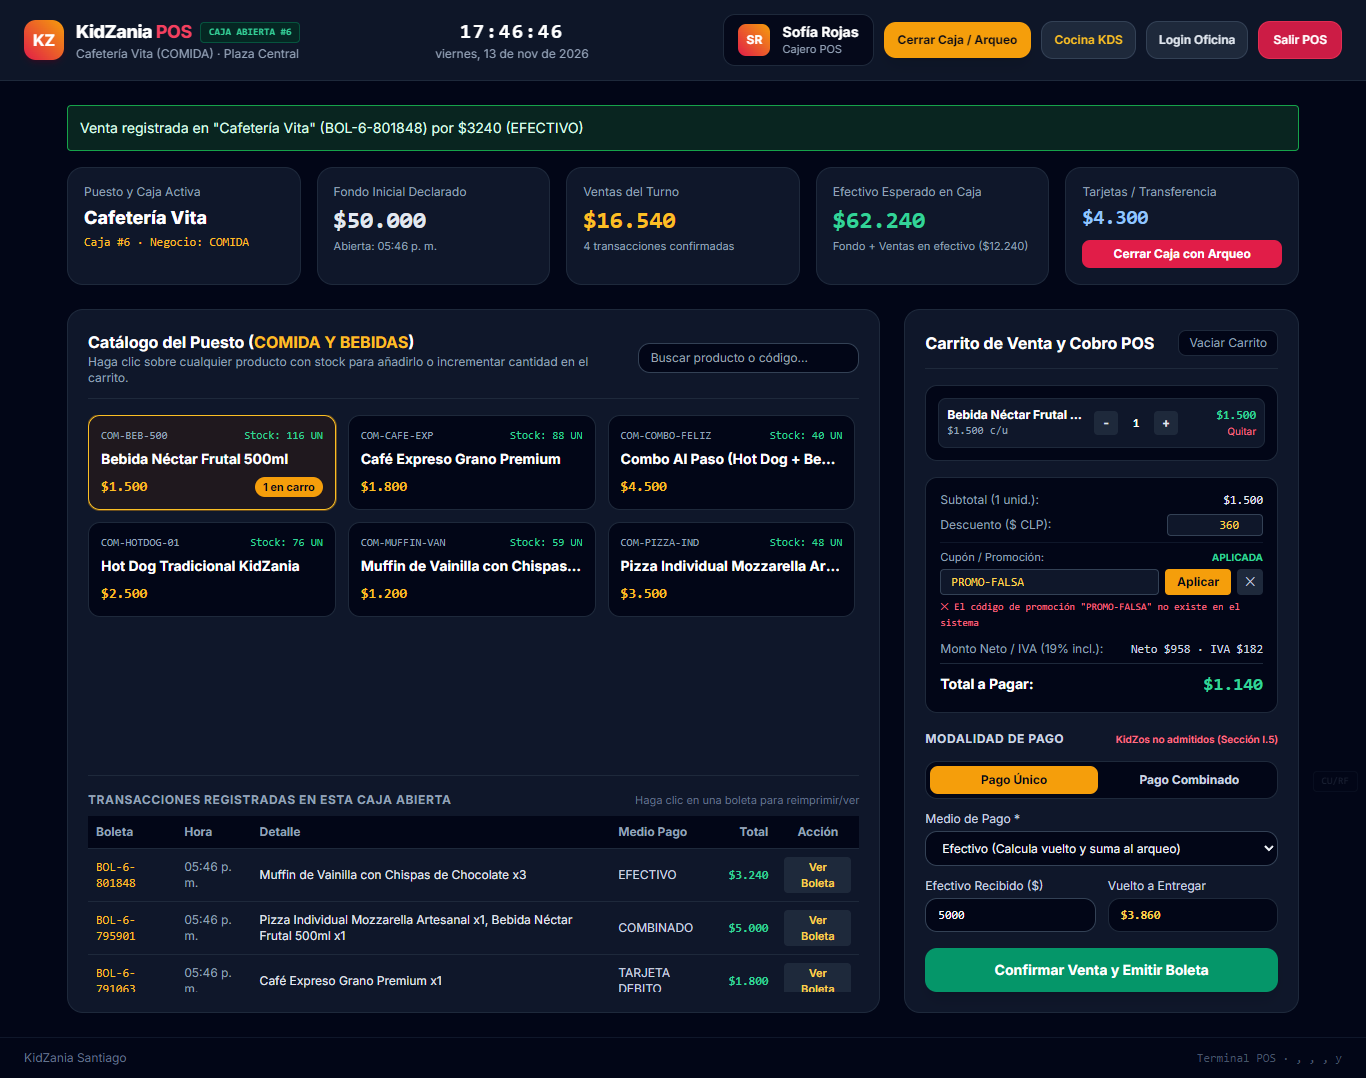 KZ
KidZania POS
CAJA ABIERTA #6
Cafetería Vita (COMIDA) · Plaza Central
17:46:46
viernes, 13 de nov de 2026
SR
Sofía Rojas
Cajero POS
Cerrar Caja / Arqueo
Cocina KDS
Login Oficina
Salir POS
Venta registrada en "Cafetería Vita" (BOL-6-801848) por $3240 (EFECTIVO)
Puesto y Caja Activa
Cafetería Vita
Caja #6 · Negocio: COMIDA
Fondo Inicial Declarado
$50.000
Abierta: 05:46 p. m.
Ventas del Turno
$16.540
4 transacciones confirmadas
Efectivo Esperado en Caja
$62.240
Fondo + Ventas en efectivo ($12.240)
Tarjetas / Transferencia
$4.300
Cerrar Caja con Arqueo
Catálogo del Puesto (COMIDA Y BEBIDAS)
Haga clic sobre cualquier producto con stock para añadirlo o incrementar cantidad en el
carrito.
Buscar producto o código...
COM-BEB-500
Stock: 116 UN
Bebida Néctar Frutal 500ml
$1.500
1 en carro
COM-CAFE-EXP
Stock: 88 UN
Café Expreso Grano Premium
$1.800
COM-COMBO-FELIZ
Stock: 40 UN
Combo Al Paso (Hot Dog + Be...
$4.500
COM-HOTDOG-01
Stock: 76 UN
Hot Dog Tradicional KidZania
$2.500
COM-MUFFIN-VAN
Stock: 59 UN
Muffin de Vainilla con Chispas...
$1.200
COM-PIZZA-IND
Stock: 48 UN
Pizza Individual Mozzarella Ar...
$3.500
TRANSACCIONES REGISTRADAS EN ESTA CAJA ABIERTA
Haga clic en una boleta para reimprimir/ver
Boleta Hora Detalle Medio Pago Total Acción
BOL-6-
801848
05:46 p.
m.
Muffin de Vainilla con Chispas de Chocolate x3
EFECTIVO
$3.240
Ver
Boleta
BOL-6-
795901
05:46 p.
m.
Pizza Individual Mozzarella Artesanal x1, Bebida Néctar
Frutal 500ml x1
COMBINADO
$5.000
Ver
Boleta
BOL-6-
791063
05:46 p.
m.
Café Expreso Grano Premium x1
TARJETA
DEBITO
$1.800
Ver
Boleta
Carrito de Venta y Cobro POS
Vaciar Carrito
Bebida Néctar Frutal ...
$1.500 c/u
- 1 +
$1.500
Quitar
Subtotal (1 unid.): $1.500
Descuento ($ CLP): 360
Cupón / Promoción: APLICADA
PROMO-FALSA
Aplicar
✕
✕ El código de promoción "PROMO-FALSA" no existe en el
sistema
Monto Neto / IVA (19% incl.): Neto $958 · IVA $182
Total a Pagar: $1.140
MODALIDAD DE PAGO
KidZos no admitidos (Sección I.5)
Pago Único
Pago Combinado
Medio de Pago *
Efectivo (Calcula vuelto y suma al arqueo)
Efectivo Recibido ($)
5000
Vuelto a Entregar
$3.860
Confirmar Venta y Emitir Boleta
CU/RF
KidZania Santiago
Terminal POS · , , , y